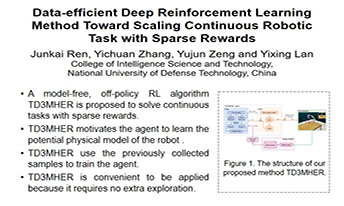 Data-efficient Deep Reinforcement Learning
Method Toward Scaling Continuous Robotic
Task with Sparse Rewards
Junkai Ren, Yichuan Zhang, Yujun Zeng and Yixing Lan
College of Intelligence Science and Technology,
National University of Defense Technology, China
• A model-free, off-policy RL algorithm
TD3MHER is proposed to solve continuous
tasks with sparse rewards.
• TD3MHER motivates the agent to learn the
potential physical model of the robot .
• TD3MHER use the previously collected
samples to train the agent.
• TD3MHER is convenient to be applied
because it requires no extra exploration.
Figure 1. The structure of our
proposed method TD3MHER.